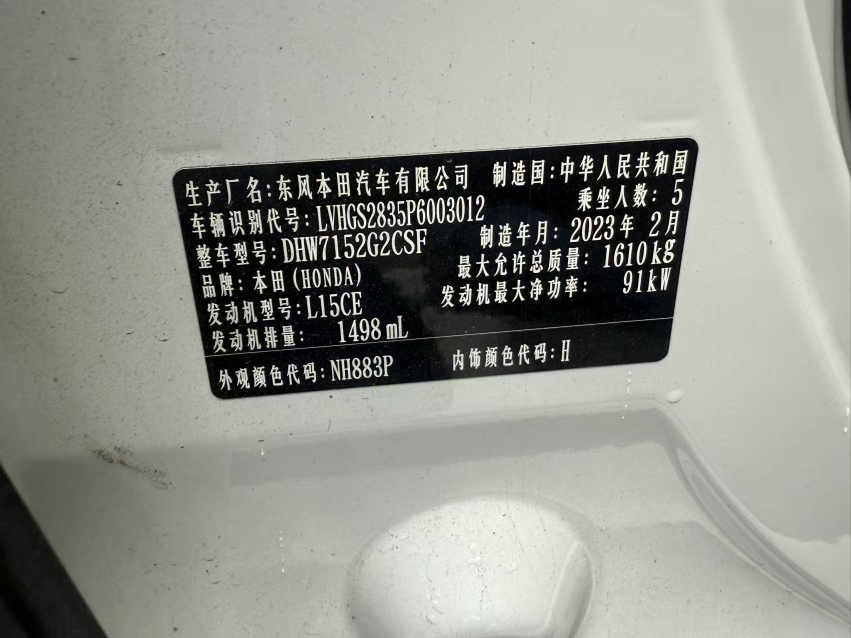 生产厂名:东风本田汽车有限公司 制造国:中华人民共和国
车辆识别代号:LVHGS2835P6003012 乘坐人数:5
整车型号:DHW7152G2CSF 制造年月:2023年2月
品牌:本田(HONDA) 最大允许总质量:1610kg
发动机型号:L15CE 发动机最大净功率:91kW
发动机排量:1498mL
外观颜色代码:NH883P 内饰颜色代码:H